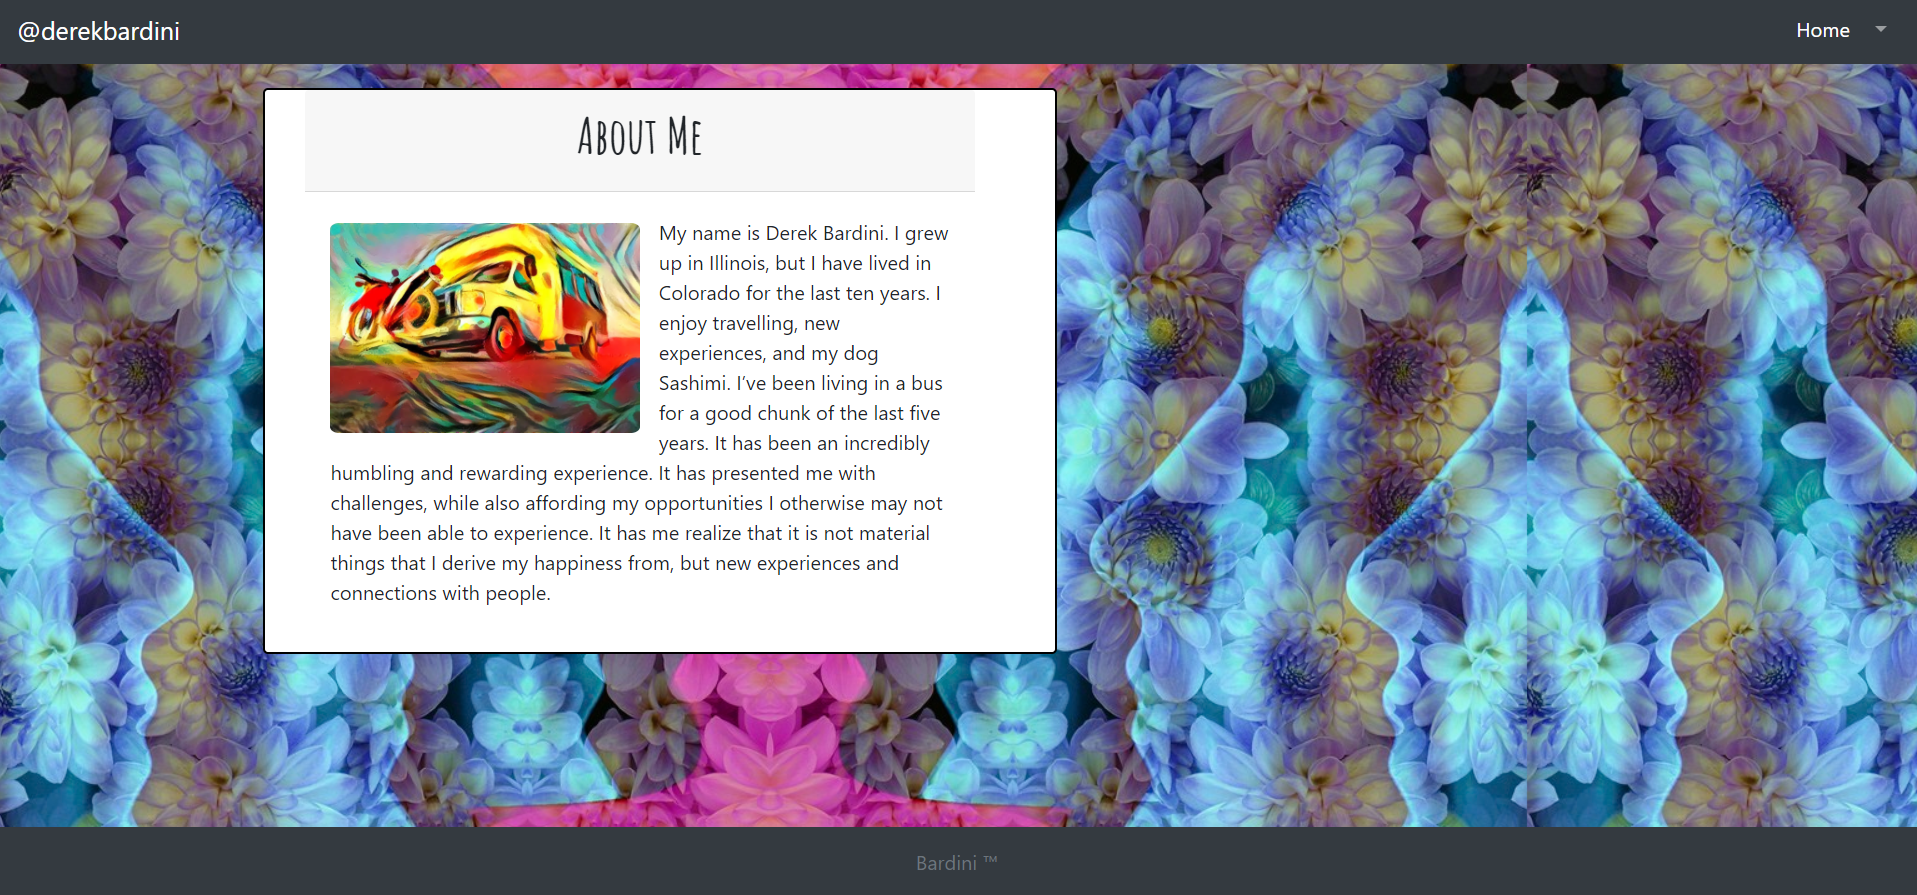 @derekbardini
Home
About Me
My name is Derek Bardini. I grew
up in Illinois, but I have lived in
Colorado for the last ten years. I
enjoy travelling, new
experiences, and my dog
Sashimi. I’ve been living in a bus
for a good chunk of the last five
years. It has been an incredibly
humbling and rewarding experience. It has presented me with
challenges, while also affording my opportunities I otherwise may not
have been able to experience. It has me realize that it is not material
things that I derive my happiness from, but new experiences and
connections with people.
Bardini ™